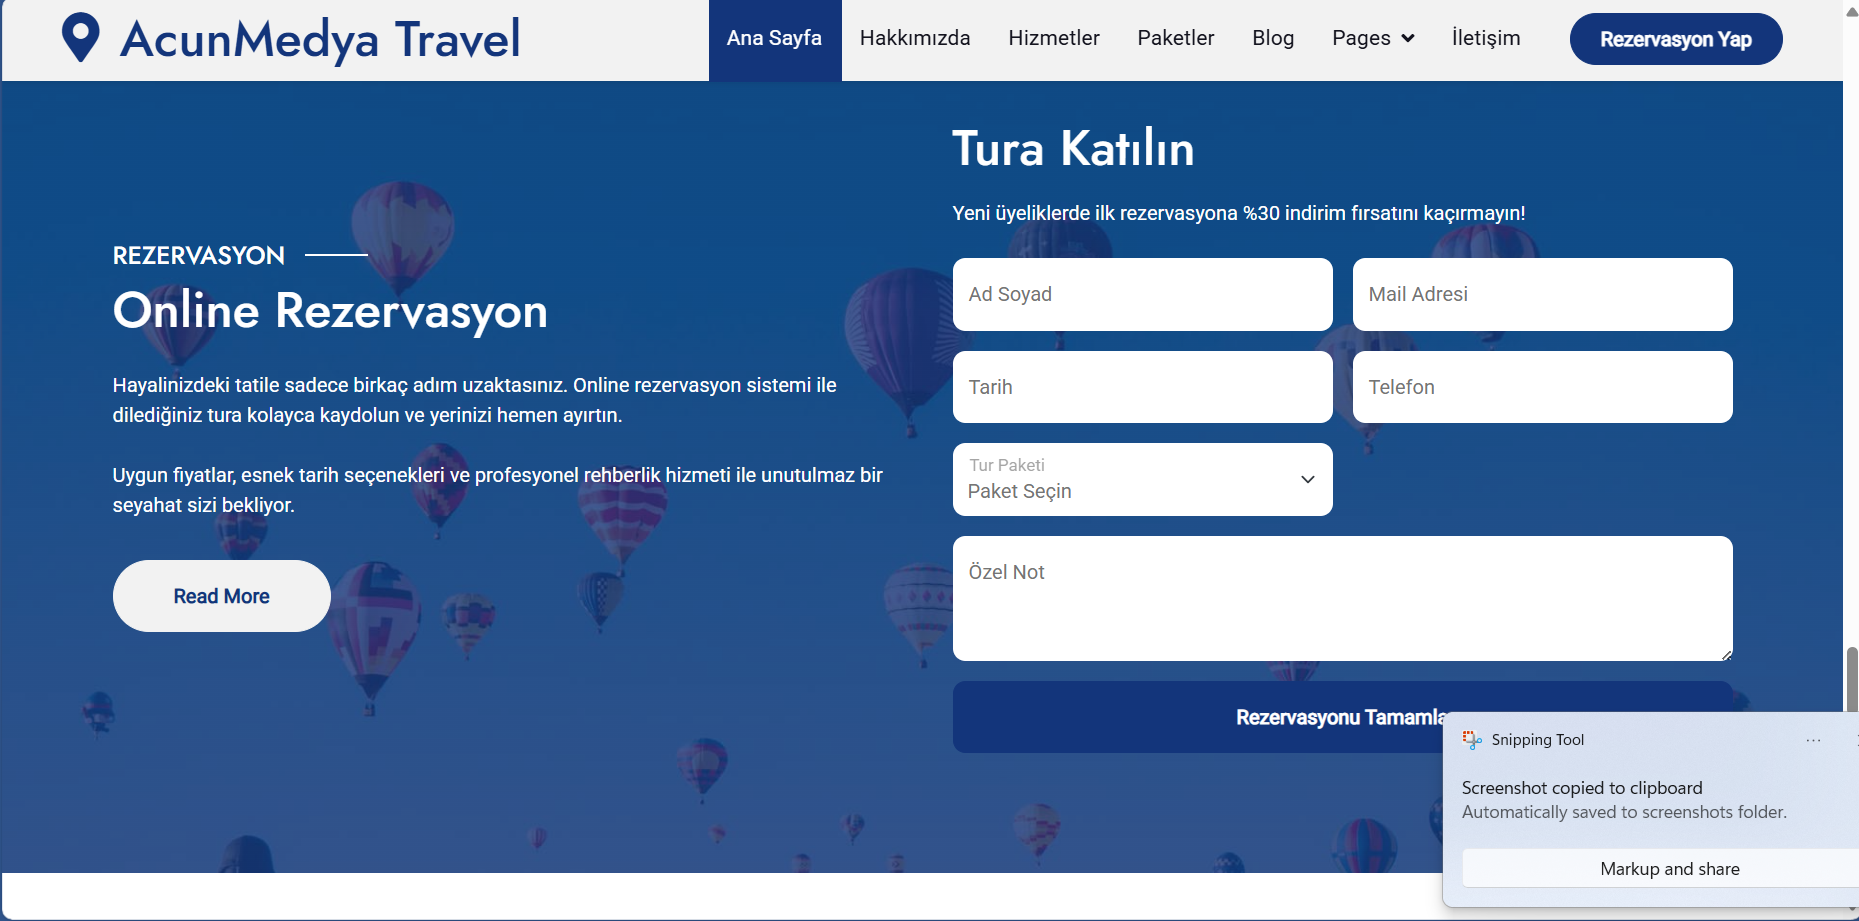 AcunMedya Travel
Ana Sayfa
Hakkımızda
Hizmetler
Paketler
Blog
Pages
İletişim
Rezervasyon Yap
REZERVASYON
Online Rezervasyon
Hayalinizdeki tatile sadece birkaç adım uzaktasınız. Online rezervasyon sistemi ile
dilediğiniz tura kolayca kaydolun ve yerinizi hemen ayırtın.
Uygun fiyatlar, esnek tarih seçenekleri ve profesyonel rehberlik hizmeti ile unutulmaz bir
seyahat sizi bekliyor.
Read More
Tura Katılın
Yeni üyeliklerde ilk rezervasyona %30 indirim fırsatını kaçırmayın!
Ad Soyad
Mail Adresi
Tarih
Telefon
Tur Paketi
Paket Seçin
Özel Not
Rezervasyonu Tamamla
Snipping Tool
Screenshot copied to clipboard
Automatically saved to screenshots folder.
Markup and share